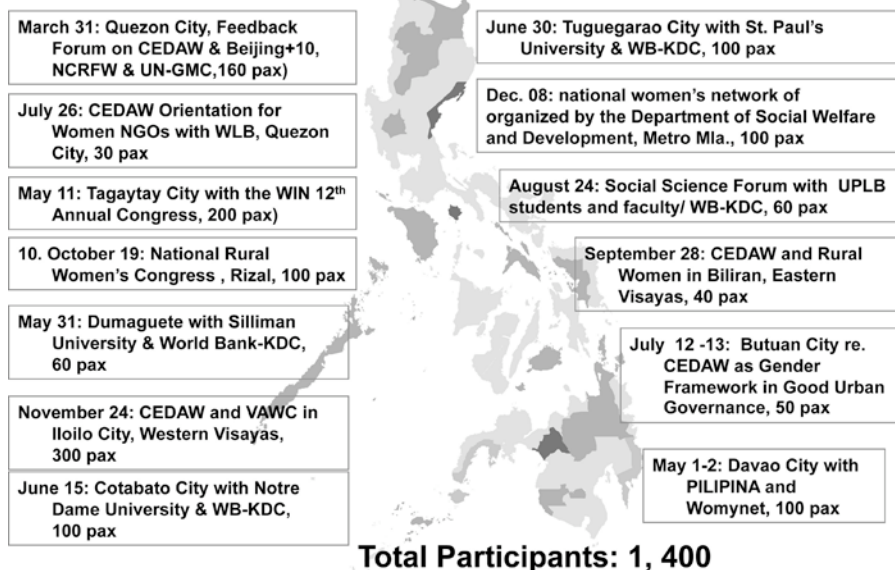 March 31: Quezon City, Feedback
Forum on CEDAW & Beijing+10,
NCRFW & UN-GMC,160 pax)
July 26: CEDAW Orientation for
Women NGOs with WLB, Quezon
City, 30 pax
May 11: Tagaytay City with the WIN 12th
Annual Congress, 200 pax)
10. October 19: National Rural
Women's Congress , Rizal, 100 pax
May 31: Dumaguete with Silliman
University & World Bank-KDC,
60 pax
November 24: CEDAW and VAWC in
Iloilo City, Western Visayas,
300 pax
June 15: Cotabato City with Notre
Dame University & WB-KDC,
100 pax
June 30: Tuguegarao City with St. Paul's
University & WB-KDC, 100 pax
Dec. 08: national women's network of
organized by the Department of Social Welfare
and Development, Metro Mla., 100 pax
August 24: Social Science Forum with UPLB
students and faculty/ WB-KDC, 60 pax
September 28: CEDAW and Rural
Women in Biliran, Eastern
Visayas, 40 pax
July 12 -13: Butuan City re.
CEDAW as Gender
Framework in Good Urban
Governance, 50 pax
May 1-2: Davao City with
PILIPINA and
Womynet, 100 pax
Total Participants: 1, 400